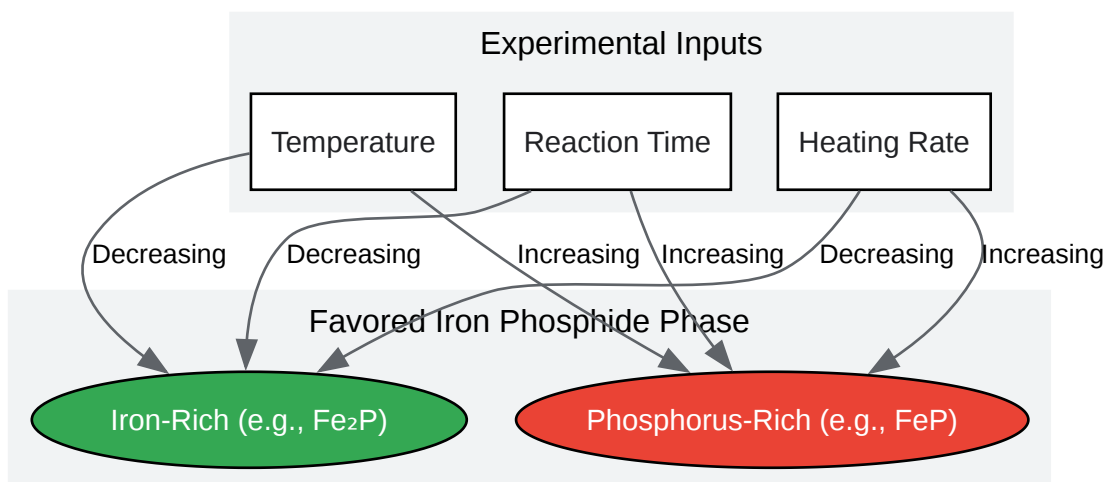 Experimental Inputs
Temperature
Reaction Time
Heating Rate
Decreasing
Decreasing
Increasing
Increasing
Decreasing
Increasing
Favored Iron Phosphide Phase
Iron-Rich (e.g., Fe₂P)
Phosphorus-Rich (e.g., FeP)